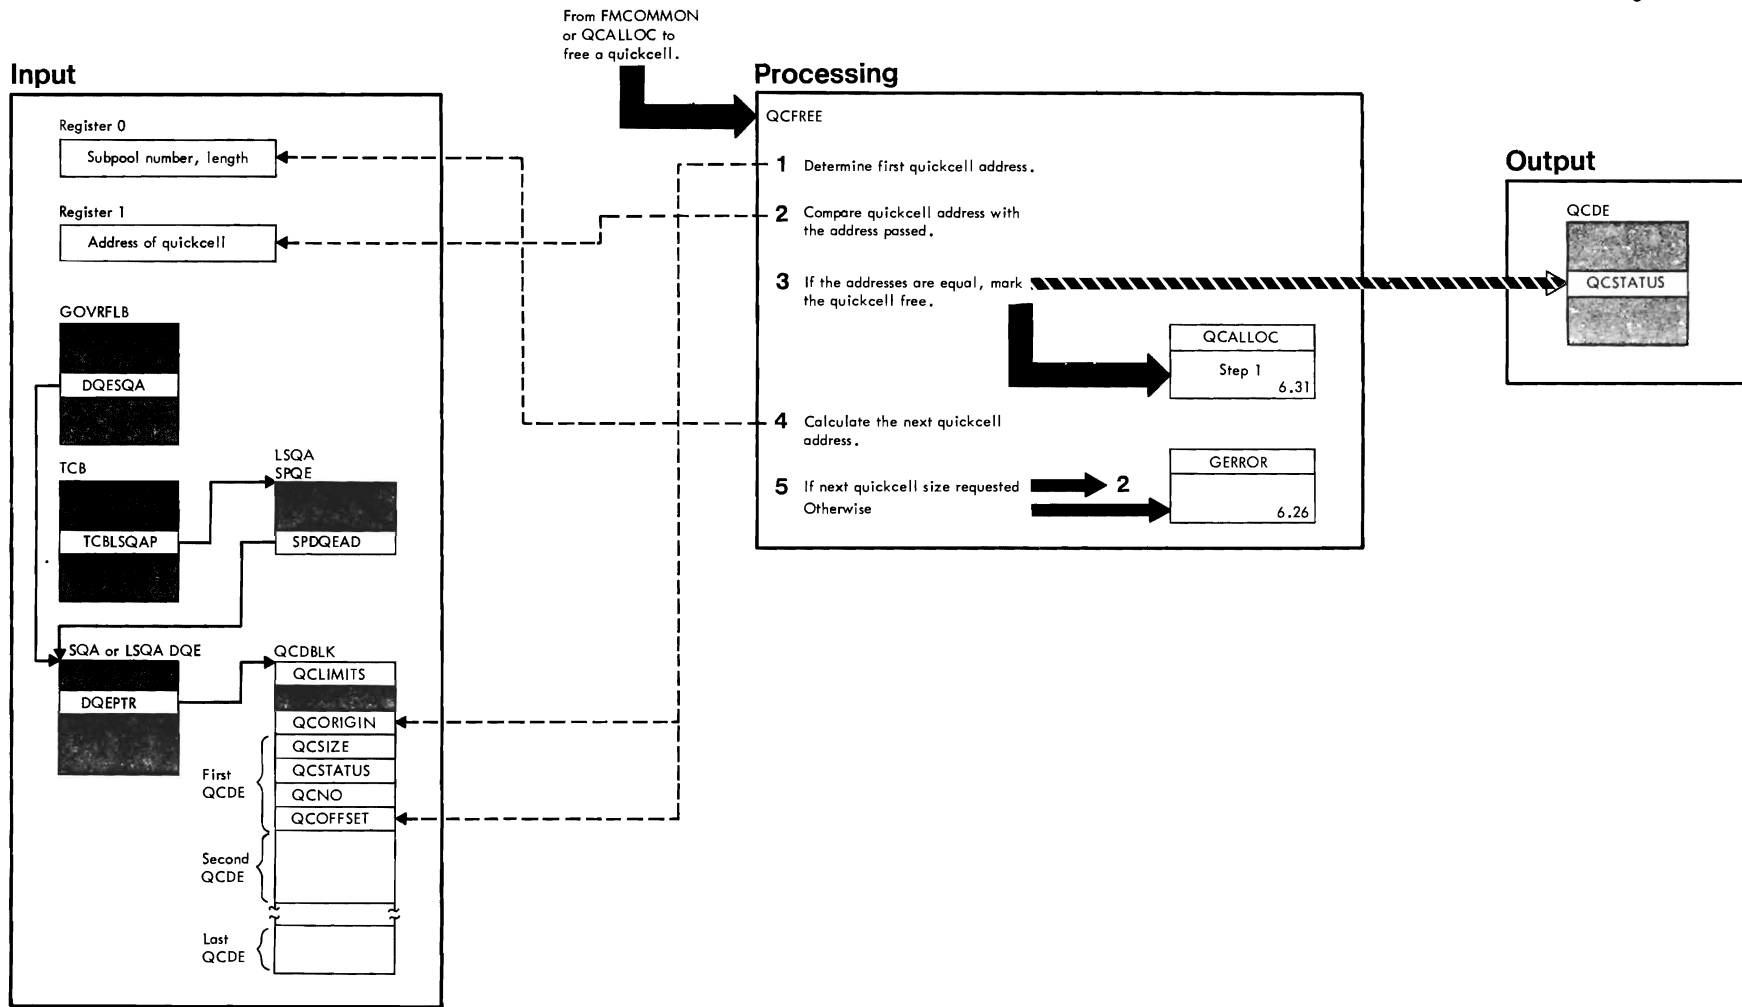 From FMCOMMON
or QCALLOC to
free a quickcell.
Input
Register 0
Subpool number, length
Register 1
Address of quickcell
GOVRFLB
DQESQA
TCB
TCBLSQAP
LSQA
SPQE
SPDQEAD
SQA or LSQA DQE
DQEPTR
QCDBLK
QCLIMITS
QCORIGIN
QCSIZE
QCSTATUS
QCNO
QCOFFSET
First
QCDE
Second
QCDE
Last
QCDE
Processing
QCFREE
1 Determine first quickcell address.
2 Compare quickcell address with
the address passed.
3 If the addresses are equal, mark
the quickcell free.
QCALLOC
Step 1
6.31
4 Calculate the next quickcell
address.
5 If next quickcell size requested
2
Otherwise
GERROR
6.26
Output
QCDE
QCSTATUS